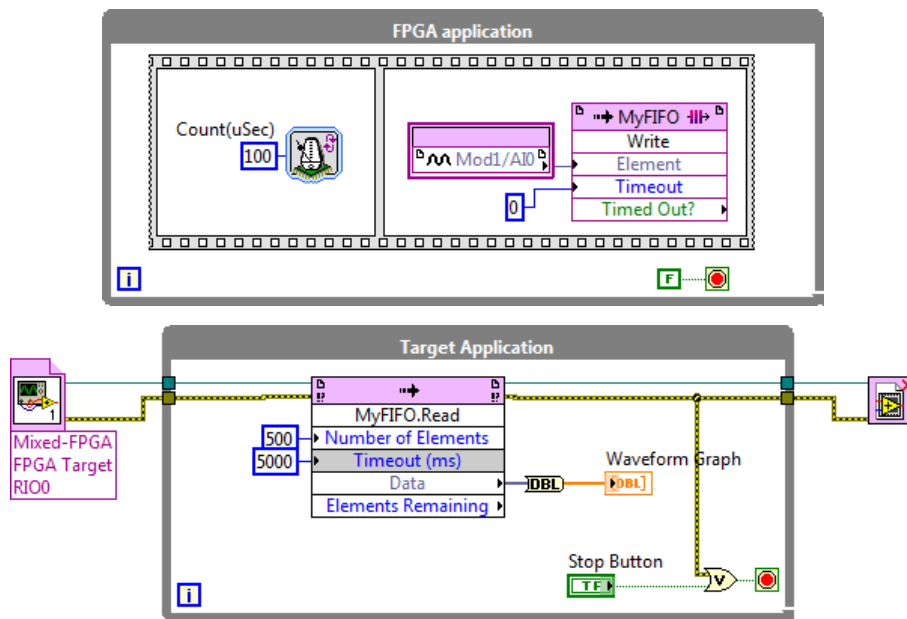 FPGA application
Count(uSec)
100
Mod1/AI0
0
MyFIFO
Write
Element
Timeout
Timed Out?
i
F
Target Application
1
Mixed-FPGA
FPGA Target
RIO0
MyFIFO.Read
500
Number of Elements
5000
Timeout (ms)
Data
Elements Remaining
DBL
Waveform Graph
DBL]
Stop Button
TF
V
i